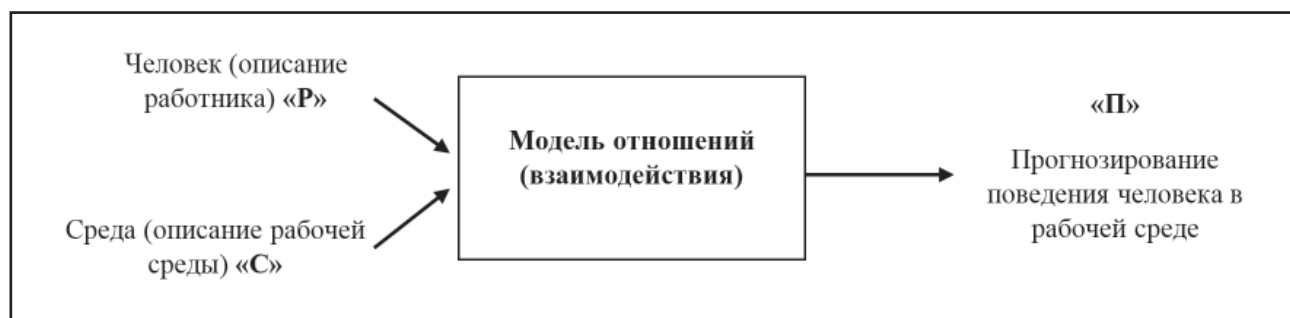 Человек (описание
работника) «Р»
Среда (описание рабочей
среды) «С»
Модель отношений
(взаимодействия)
«П»
Прогнозирование
поведения человека в
рабочей среде